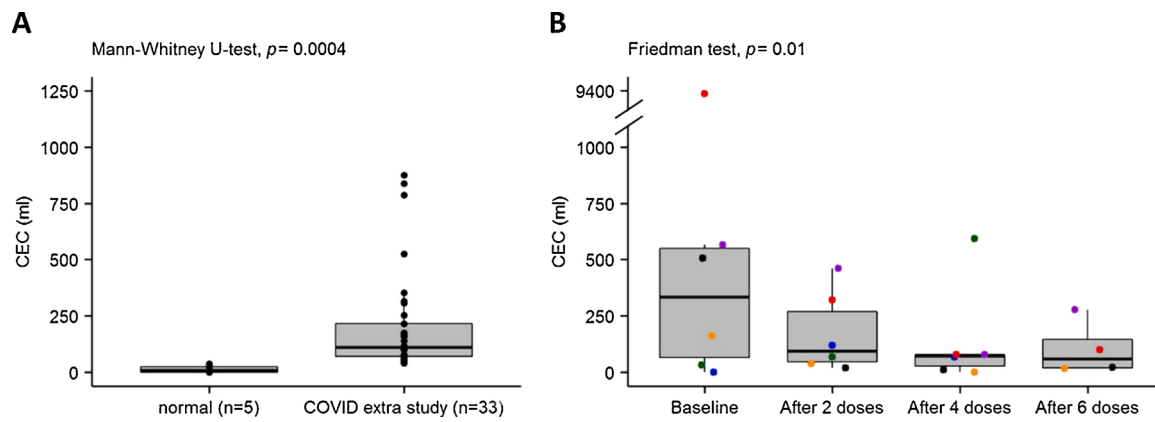 A
Mann-Whitney U-test, p= 0.0004
CEC (ml)
1250
1000
750
500
250
0
normal (n=5)
COVID extra study (n=33)
B
Friedman test, p= 0.01
CEC (ml)
9400
1000
750
500
250
0
Baseline
After 2 doses
After 4 doses
After 6 doses